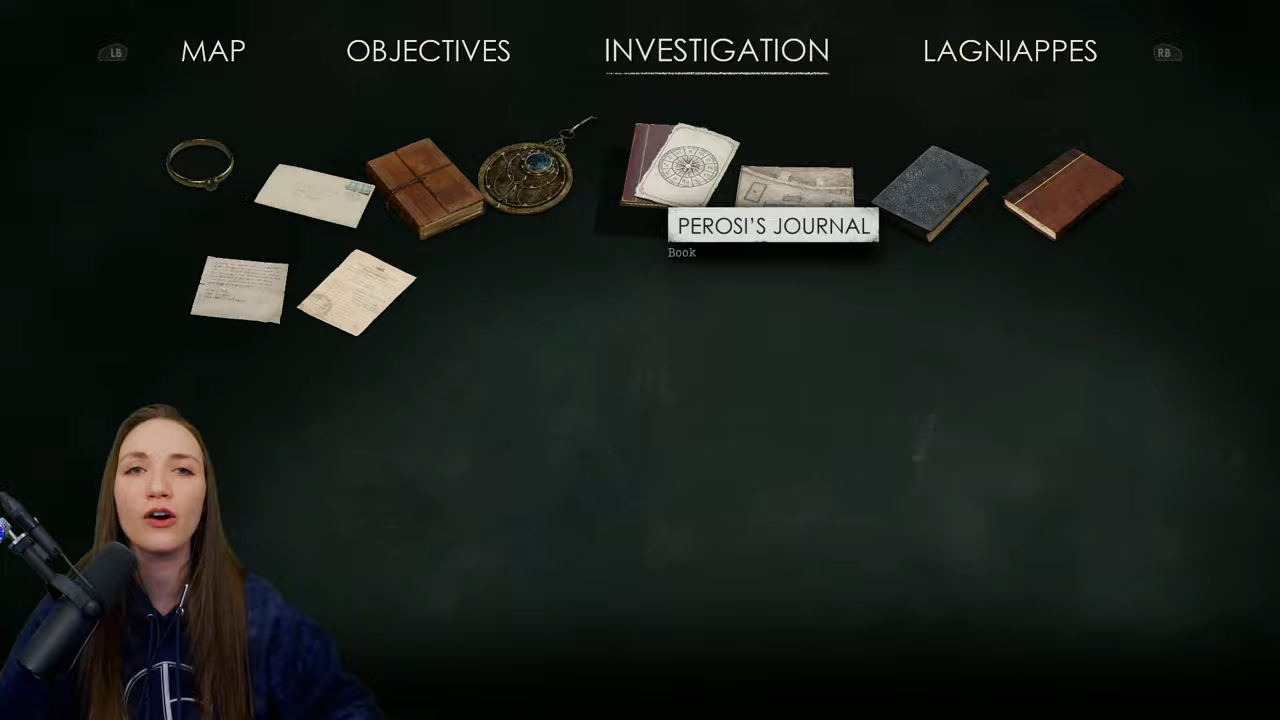 LB
MAP
OBJECTIVES
INVESTIGATION
LAGNIAPPES
RB
PEROSI'S JOURNAL
Book